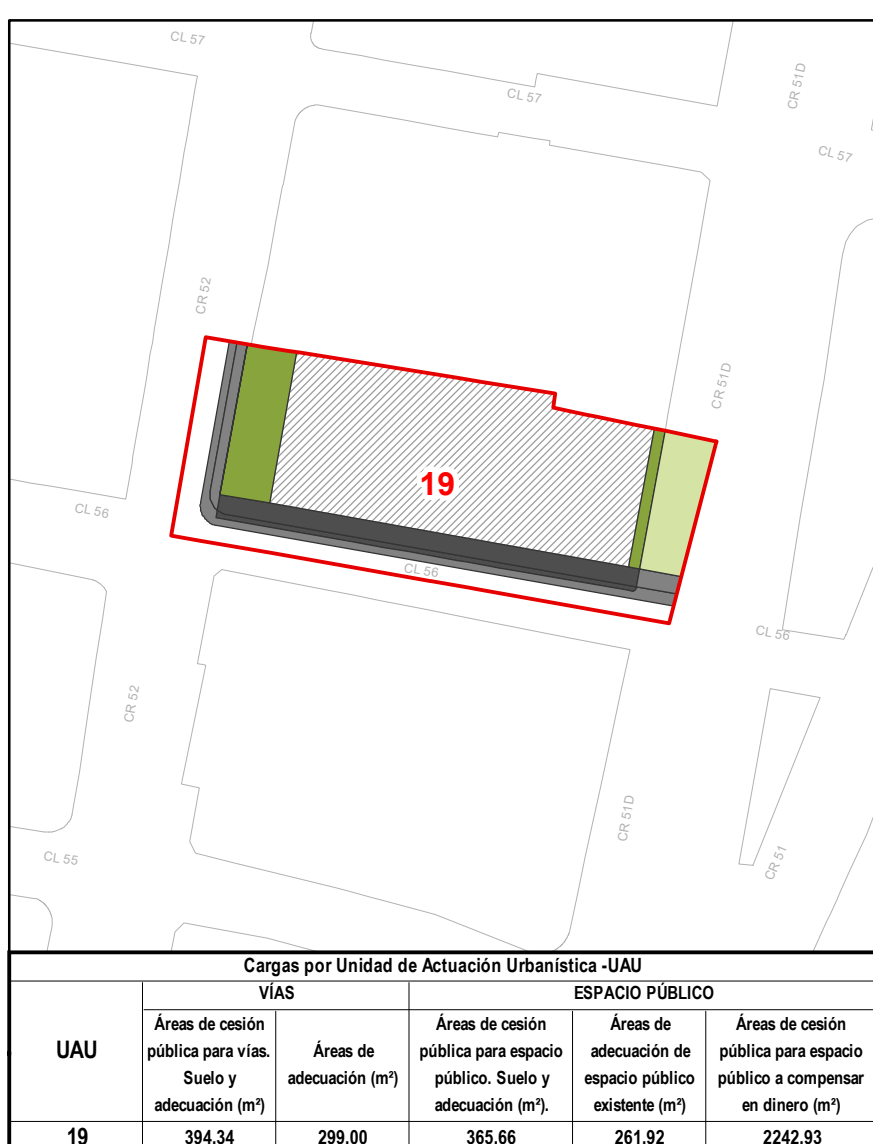 CL 57
CL 57
CR 51D
CL 57
CR 52
CR 51D
19
CL 56
CL 56
CL 56
CR 52
CR 51D
CR 51
CL 55
Cargas por Unidad de Actuación Urbanística -UAU
VÍAS
ESPACIO PÚBLICO
UAU
Áreas de cesión
pública para vías.
Suelo y
adecuación (m²)
Áreas de
adecuación (m²)
Áreas de cesión
pública para espacio
público. Suelo y
adecuación (m²).
Áreas de
adecuación de
espacio público
existente (m²)
Áreas de cesión
pública para espacio
público a compensar
en dinero (m²)
19
394.34
299.00
365.66
261.92
2242.93